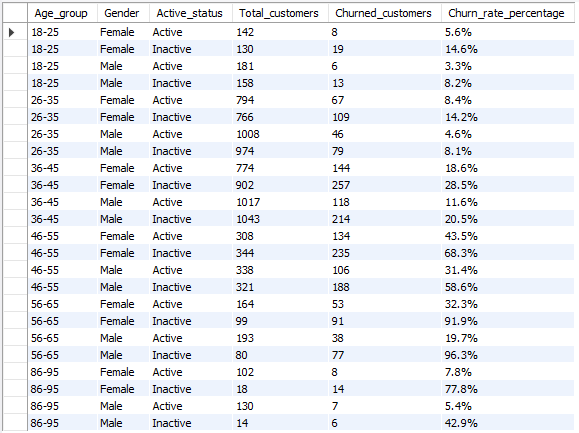 Age_group Gender Active_status Total_customers Churned_customers Churn_rate_percentage
18-25 Female Active 142 8 5.6%
18-25 Female Inactive 130 19 14.6%
18-25 Male Active 181 6 3.3%
18-25 Male Inactive 158 13 8.2%
26-35 Female Active 794 67 8.4%
26-35 Female Inactive 766 109 14.2%
26-35 Male Active 1008 46 4.6%
26-35 Male Inactive 974 79 8.1%
36-45 Female Active 774 144 18.6%
36-45 Female Inactive 902 257 28.5%
36-45 Male Active 1017 118 11.6%
36-45 Male Inactive 1043 214 20.5%
46-55 Female Active 308 134 43.5%
46-55 Female Inactive 344 235 68.3%
46-55 Male Active 338 106 31.4%
46-55 Male Inactive 321 188 58.6%
56-65 Female Active 164 53 32.3%
56-65 Female Inactive 99 91 91.9%
56-65 Male Active 193 38 19.7%
56-65 Male Inactive 80 77 96.3%
86-95 Female Active 102 8 7.8%
86-95 Female Inactive 18 14 77.8%
86-95 Male Active 130 7 5.4%
86-95 Male Inactive 14 6 42.9%